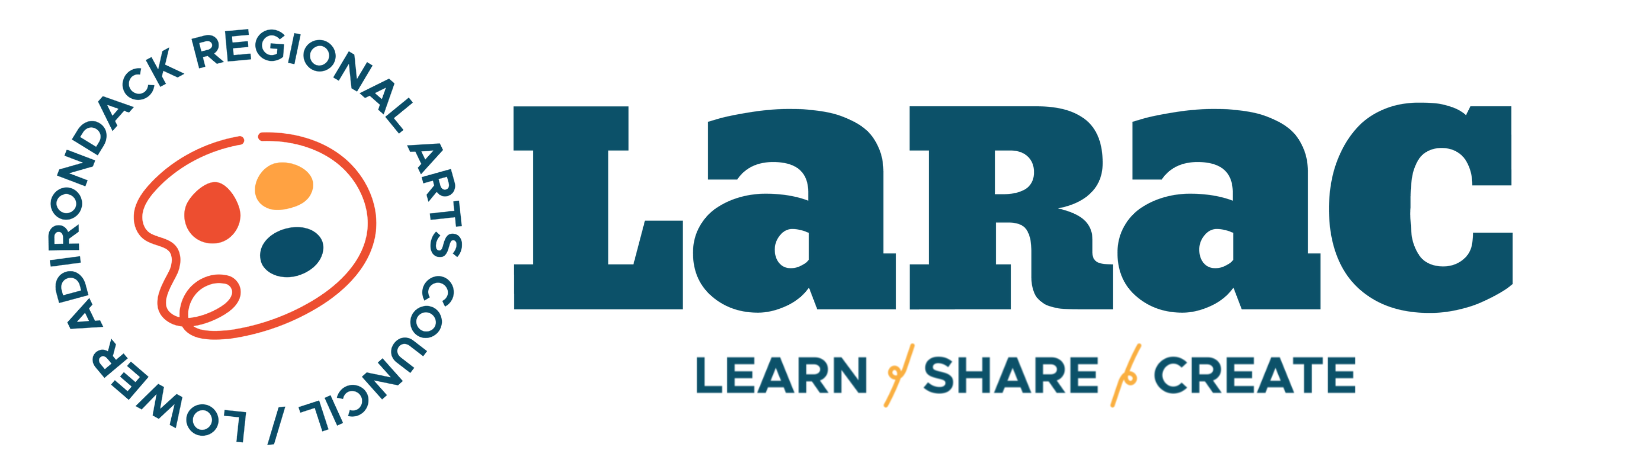 LOWER ADIRONDACK REGIONAL ARTS COUNCIL /
LaRaC
LEARN / SHARE / CREATE